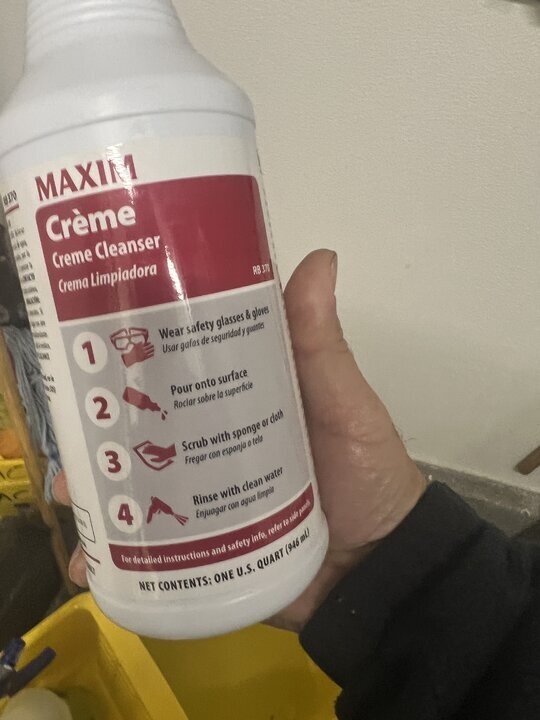 MAXIM
Crème
Creme Cleanser
Crema Limpiadora
RB 370
1
Wear safety glasses & gloves
Usar gafas de seguridad y guantes
2
Pour onto surface
Rociar sobre la superficie
3
Scrub with sponge or cloth
Fregar con esponja o tela
4
Rinse with clean water
Enjuagar con agua limpia
For detailed instructions and safety info, refer to side panels
NET CONTENTS: ONE U.S. QUART (946 mL)